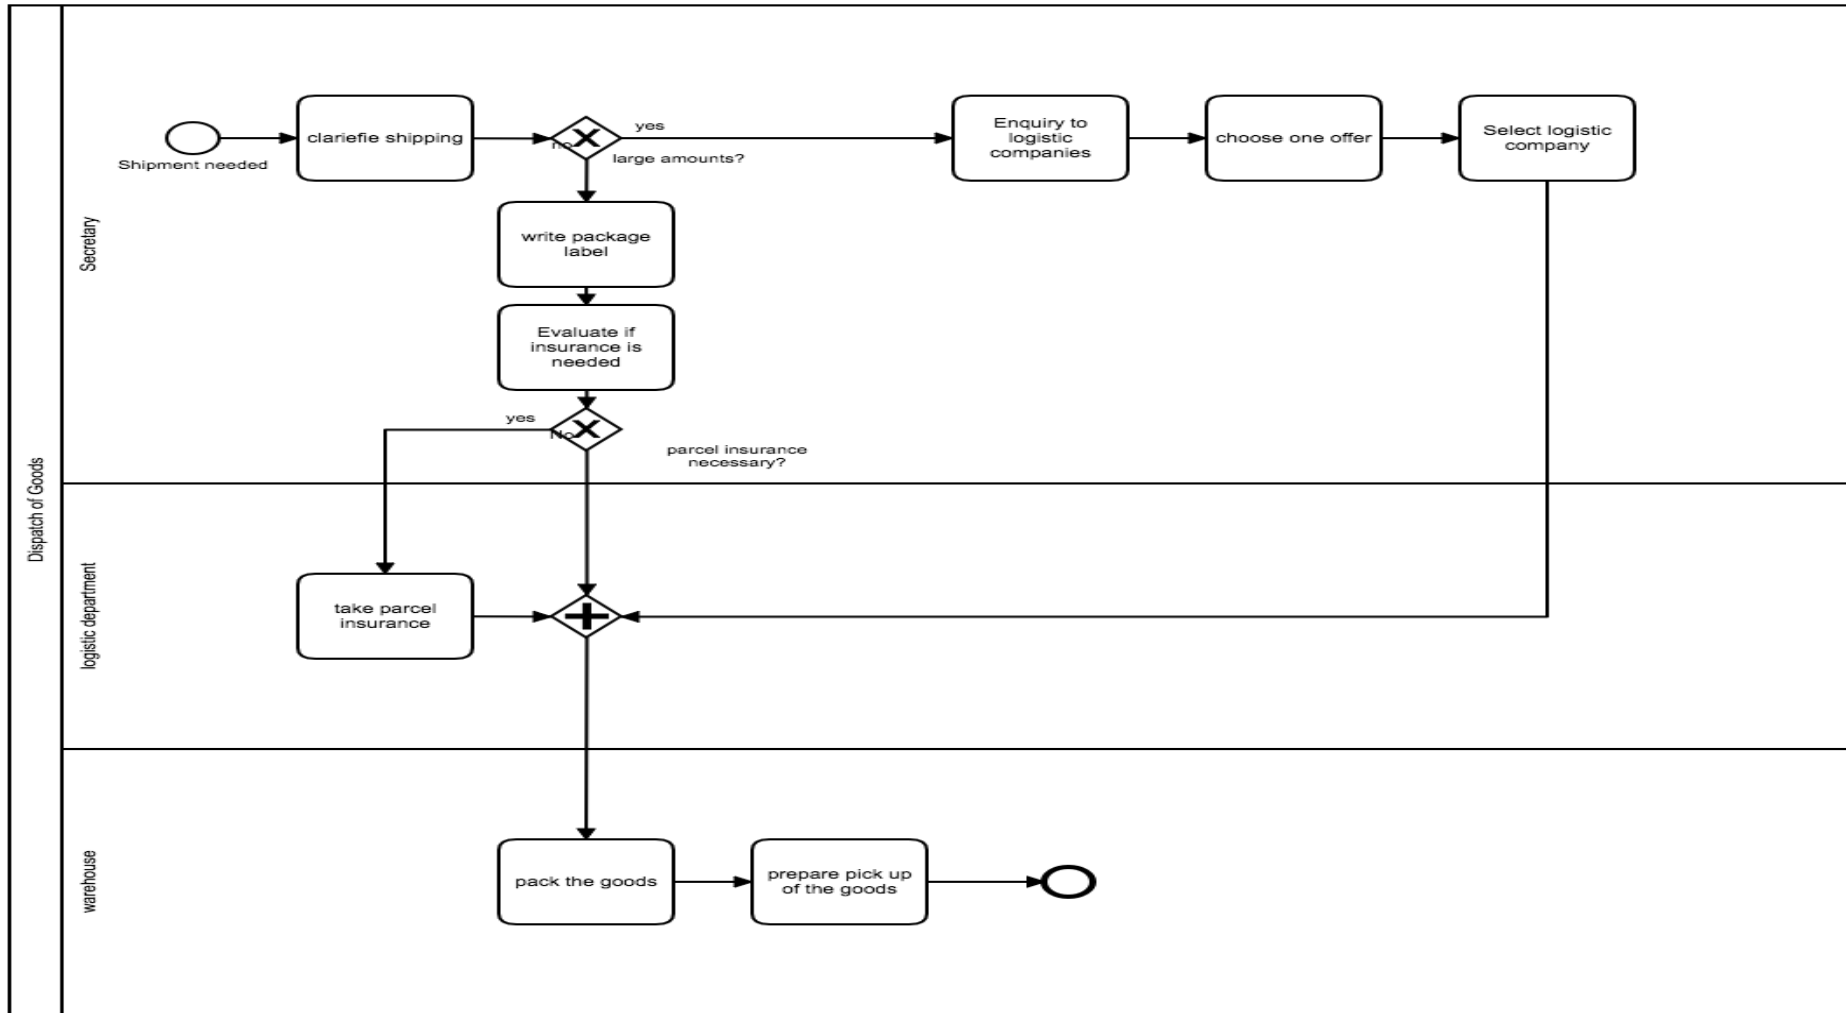 Dispatch of Goods
Secretary
Shipment needed
clariefie shipping
no
yes
large amounts?
Enquiry to
logistic
companies
choose one offer
Select logistic
company
write package
label
Evaluate if
insurance is
needed
yes
No
parcel insurance
necessary?
logistic department
take parcel
insurance
warehouse
pack the goods
prepare pick up
of the goods